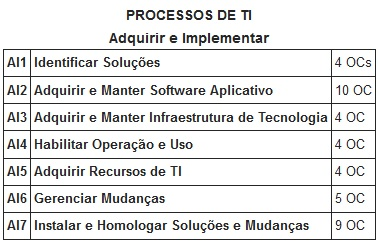 PROCESSOS DE TI
Adquirir e Implementar
AI1 Identificar Soluções 4 OCs
AI2 Adquirir e Manter Software Aplicativo 10 OC
AI3 Adquirir e Manter Infraestrutura de Tecnologia 4 OC
AI4 Habilitar Operação e Uso 4 OC
AI5 Adquirir Recursos de TI 4 OC
AI6 Gerenciar Mudanças 5 OC
AI7 Instalar e Homologar Soluções e Mudanças 9 OC